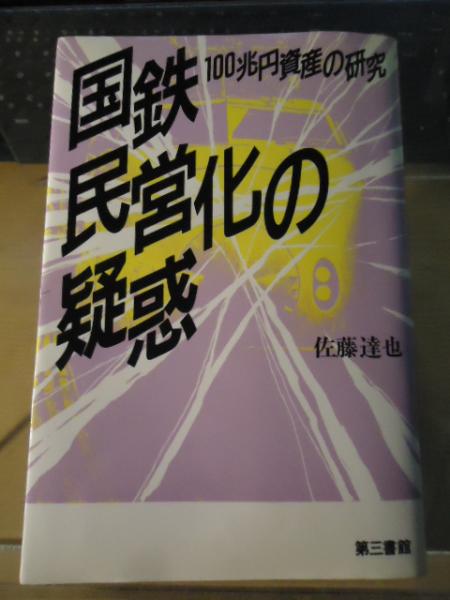 国鉄
民営化の
疑惑
100兆円資産の研究
佐藤達也
第三書館